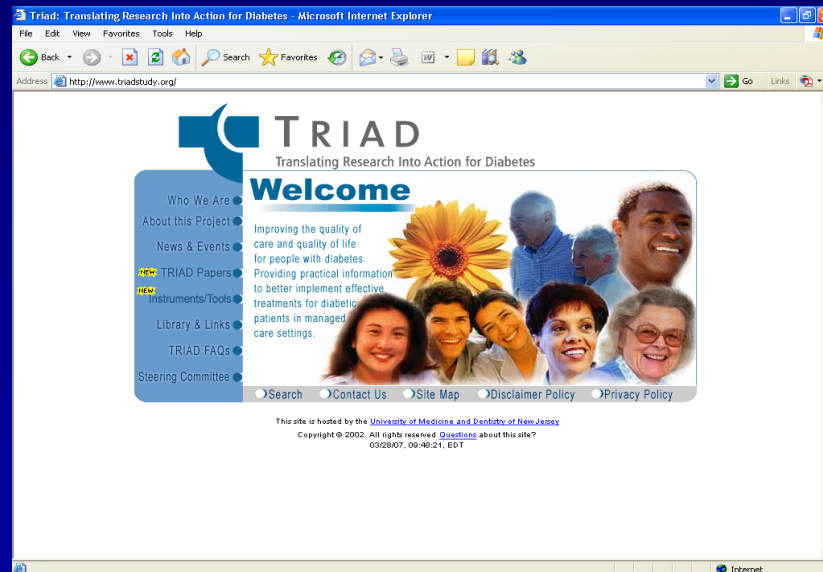 Triad: Translating Research Into Action for Diabetes - Microsoft Internet Explorer
File Edit View Favorites Tools Help
Back Search Favorites
Address http://www.triadstudy.org/ Go Links
TRIAD
Translating Research Into Action for Diabetes
Welcome
Who We Are
About this Project
News & Events
NEW TRIAD Papers
NEW
Instruments/Tools
Library & Links
TRIAD FAQs
Steering Committee
Improving the quality of
care and quality of life
for people with diabetes.
Providing practical information
to better implement effective
treatments for diabetic
patients in managed
care settings.
Search Contact Us Site Map Disclaimer Policy Privacy Policy
This site is hosted by the University of Medicine and Dentistry of New Jersey
Copyright © 2002. All rights reserved Questions about this site?
03/28/07, 09:48:21, EDT
Internet